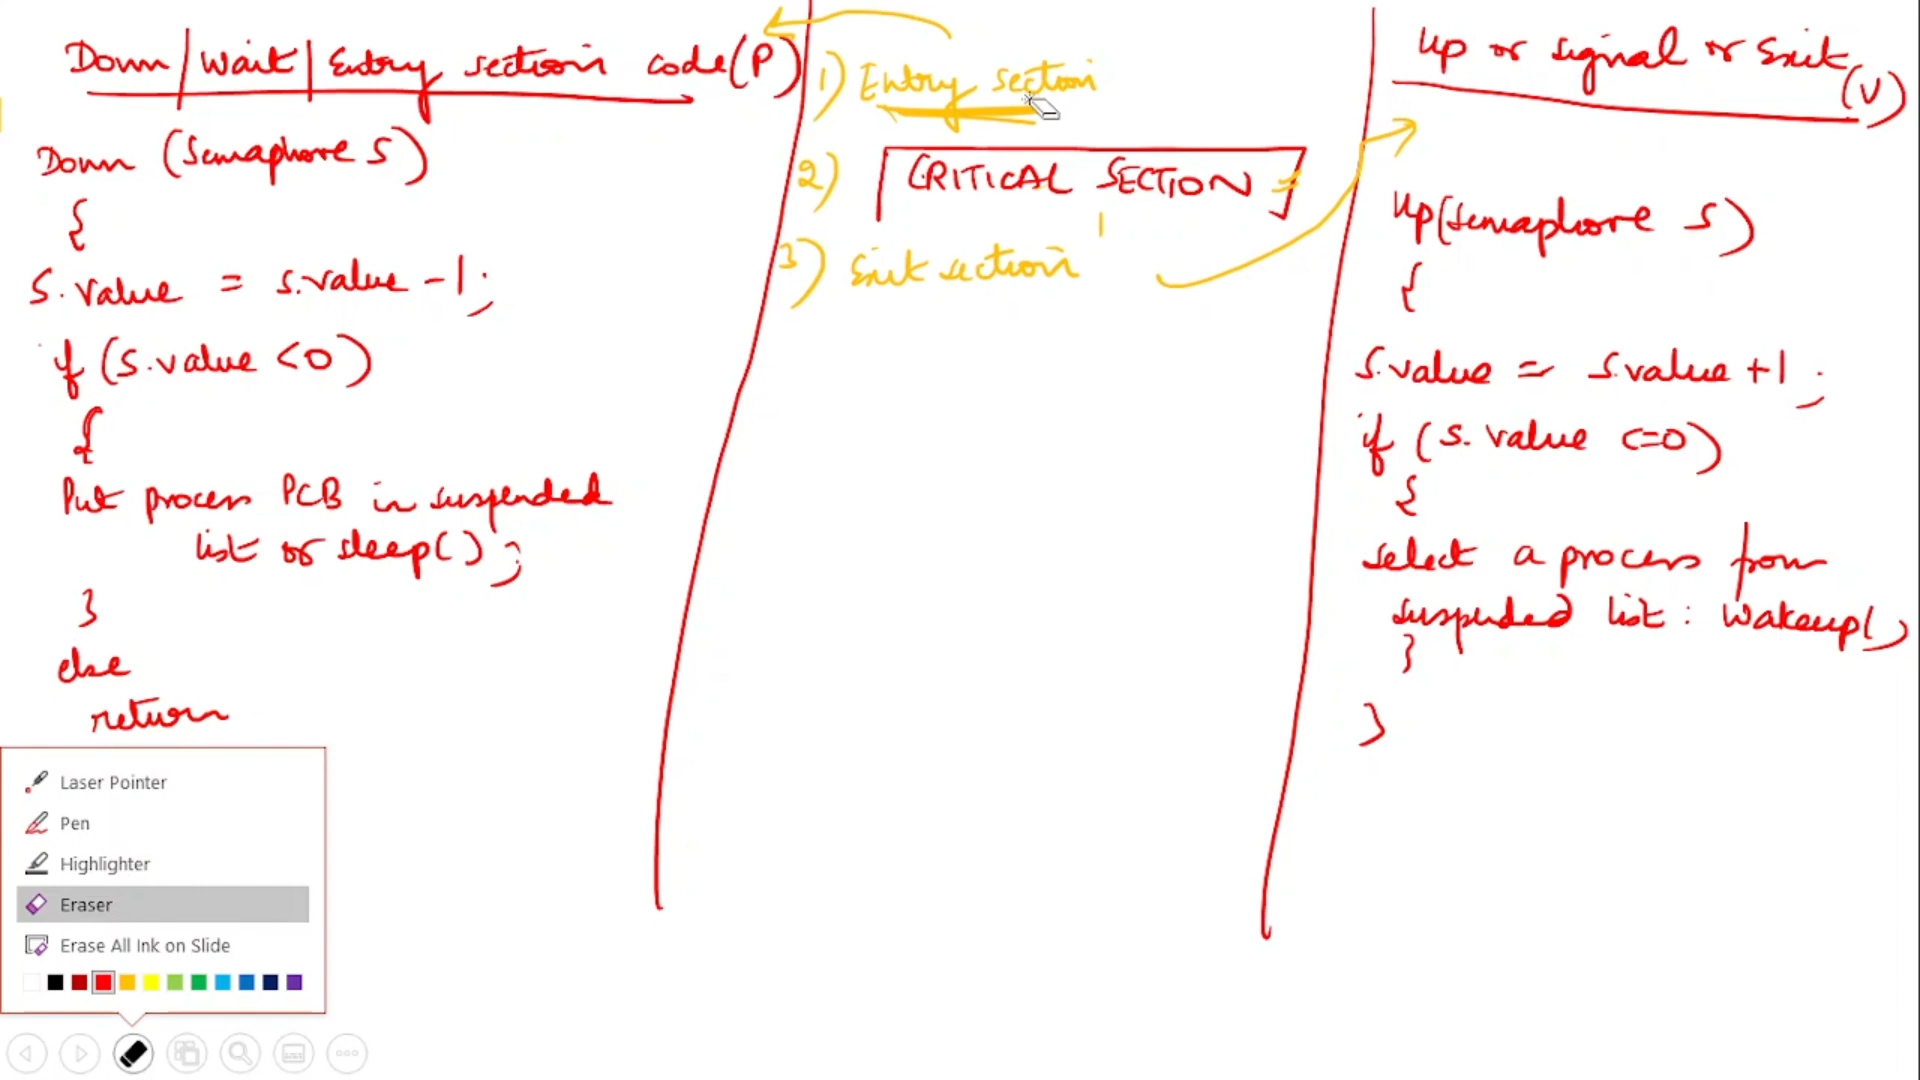 Down | Wait | Entry section code (P)
Down (Semaphore S)
{
S.value = s.value -1;
if (S.value <0)
{
Put process PCB in suspended
list or sleep();
}
else
return
1) Entry section
2) CRITICAL SECTION
3) Exit section
Up or signal or Exit
(V)
Up(semaphore S)
{
S.value = S.value +1;
if (S. value <=0)
{
select a process from
suspended list: Wakeup()
}
}
Laser Pointer
Pen
Highlighter
Eraser
Erase All Ink on Slide